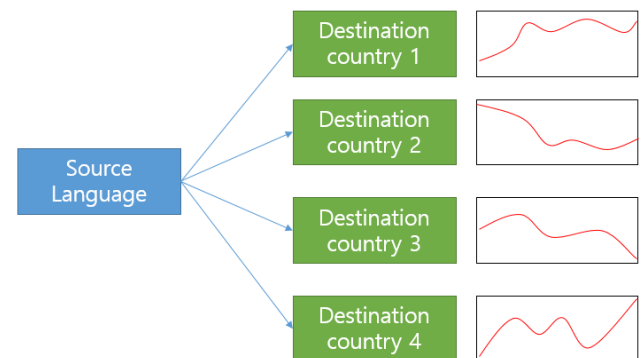 Destination
country 1
Destination
country 2
Source
Language
Destination
country 3
Destination
country 4